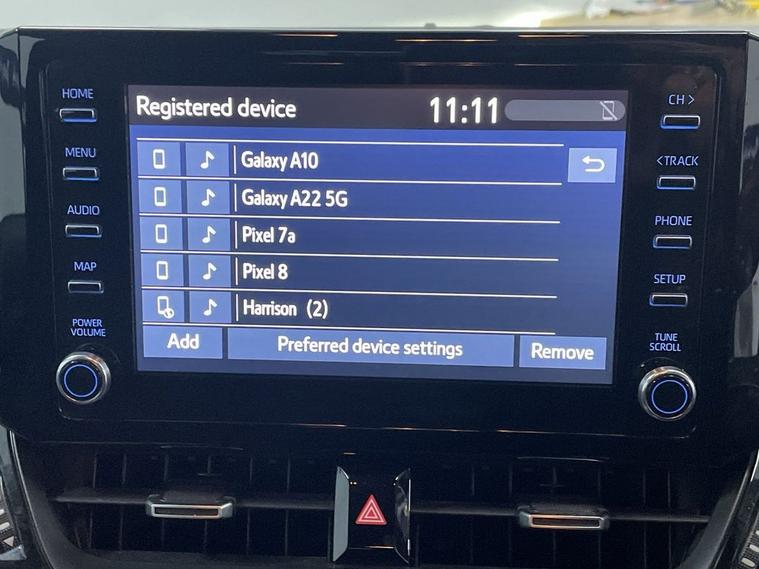 Registered device 11:11
Galaxy A10
Galaxy A22 5G
Pixel 7a
Pixel 8
Harrison (2)
Add Preferred device settings Remove
HOME
MENU
AUDIO
MAP
POWER
VOLUME
CH >
< TRACK
PHONE
SETUP
TUNE
SCROLL